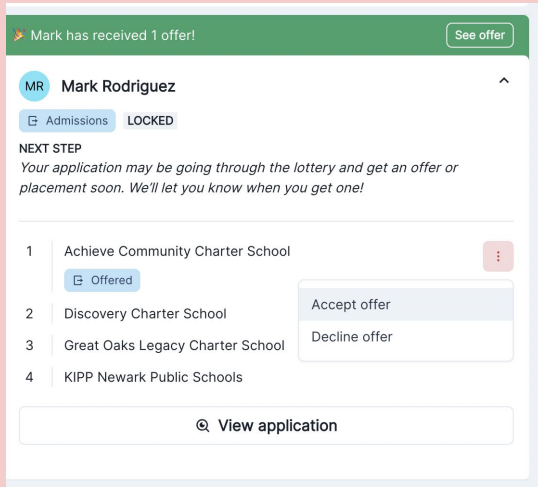 🎉 Mark has received 1 offer!
See offer
MR
Mark Rodriguez
Admissions
LOCKED
NEXT STEP
Your application may be going through the lottery and get an offer or
placement soon. We'll let you know when you get one!
1 Achieve Community Charter School
Offered
Accept offer
Decline offer
2 Discovery Charter School
3 Great Oaks Legacy Charter School
4 KIPP Newark Public Schools
View application